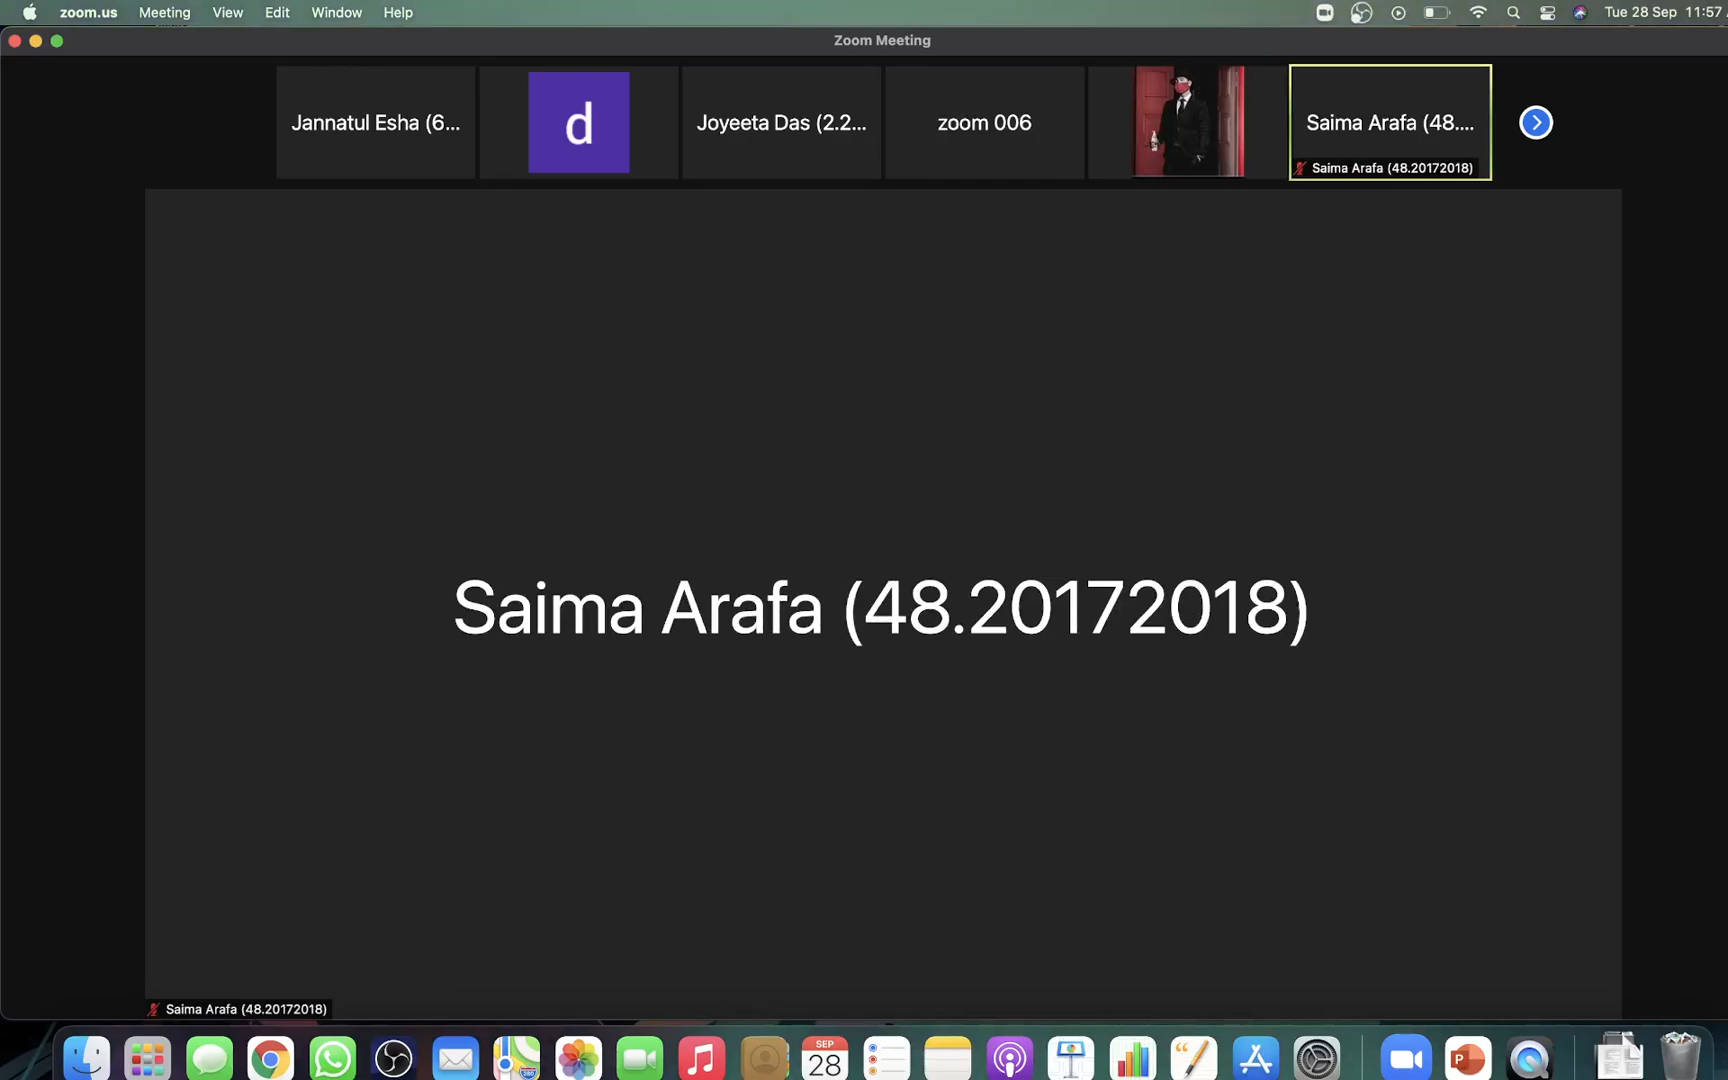 zoom.us Meeting View Edit Window Help Tue 28 Sep 11:57
Zoom Meeting
Jannatul Esha (6...
d
Joyeeta Das (2.2...
zoom 006
Saima Arafa (48....
Saima Arafa (48.20172018)
Saima Arafa (48.20172018)
Saima Arafa (48.20172018)
SEP
28
P